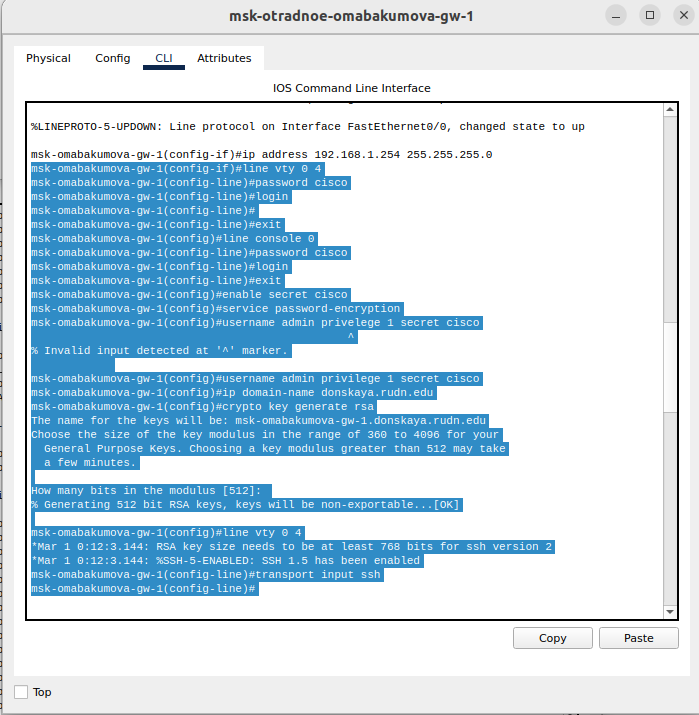 msk-otradnoe-omabakumova-gw-1
Physical Config CLI Attributes
IOS Command Line Interface
%LINEPROTO-5-UPDOWN: Line protocol on Interface FastEthernet0/0, changed state to up
msk-omabakumova-gw-1(config-if)#ip address 192.168.1.254 255.255.255.0
msk-omabakumova-gw-1(config-if)#line vty 0 4
msk-omabakumova-gw-1(config-line)#password cisco
msk-omabakumova-gw-1(config-line)#login
msk-omabakumova-gw-1(config-line)#
msk-omabakumova-gw-1(config-line)#exit
msk-omabakumova-gw-1(config)#line console 0
msk-omabakumova-gw-1(config-line)#password cisco
msk-omabakumova-gw-1(config-line)#login
msk-omabakumova-gw-1(config-line)#exit
msk-omabakumova-gw-1(config)#enable secret cisco
msk-omabakumova-gw-1(config)#service password-encryption
msk-omabakumova-gw-1(config)#username admin privelege 1 secret cisco
^
% Invalid input detected at '^' marker.
msk-omabakumova-gw-1(config)#username admin privilege 1 secret cisco
msk-omabakumova-gw-1(config)#ip domain-name donskaya.rudn.edu
msk-omabakumova-gw-1(config)#crypto key generate rsa
The name for the keys will be: msk-omabakumova-gw-1.donskaya.rudn.edu
Choose the size of the key modulus in the range of 360 to 4096 for your
General Purpose Keys. Choosing a key modulus greater than 512 may take
a few minutes.
How many bits in the modulus [512]:
% Generating 512 bit RSA keys, keys will be non-exportable...[OK]
msk-omabakumova-gw-1(config)#line vty 0 4
*Mar 1 0:12:3.144: RSA key size needs to be at least 768 bits for ssh version 2
*Mar 1 0:12:3.144: %SSH-5-ENABLED: SSH 1.5 has been enabled
msk-omabakumova-gw-1(config-line)#transport input ssh
msk-omabakumova-gw-1(config-line)#
Copy Paste
Top